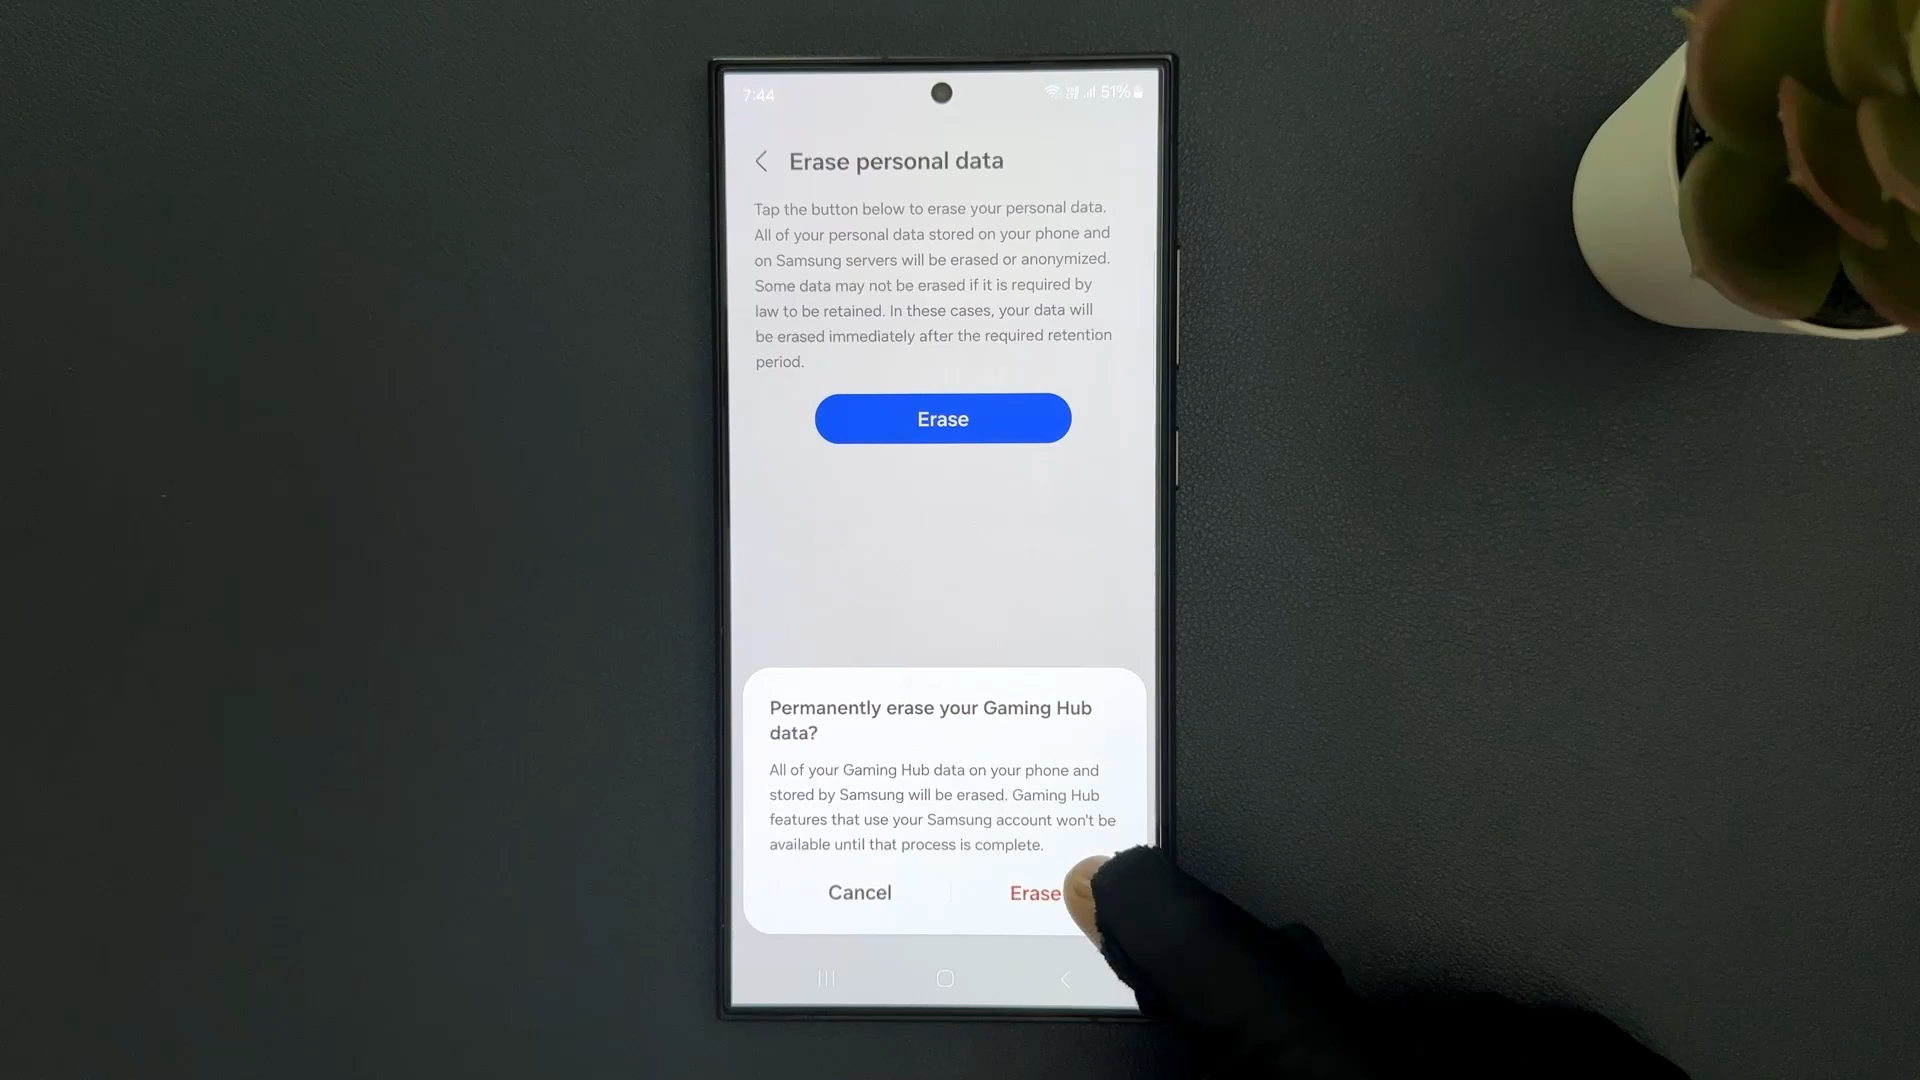 7:44
51%
Erase personal data
Tap the button below to erase your personal data.
All of your personal data stored on your phone and
on Samsung servers will be erased or anonymized.
Some data may not be erased if it is required by
law to be retained. In these cases, your data will
be erased immediately after the required retention
period.
Erase
Permanently erase your Gaming Hub
data?
All of your Gaming Hub data on your phone and
stored by Samsung will be erased. Gaming Hub
features that use your Samsung account won't be
available until that process is complete.
Cancel
Erase